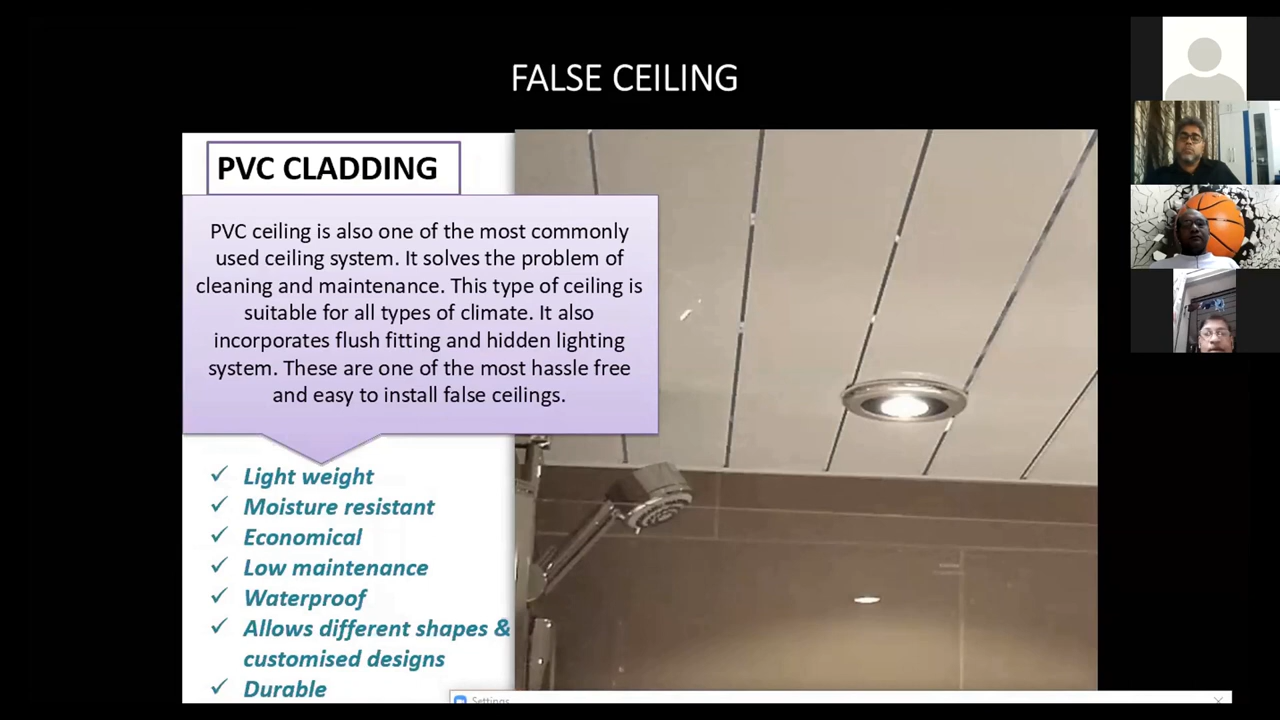 FALSE CEILING
PVC CLADDING
PVC ceiling is also one of the most commonly
used ceiling system. It solves the problem of
cleaning and maintenance. This type of ceiling is
suitable for all types of climate. It also
incorporates flush fitting and hidden lighting
system. These are one of the most hassle free
and easy to install false ceilings.
✓ Light weight
✓ Moisture resistant
✓ Economical
✓ Low maintenance
✓ Waterproof
✓ Allows different shapes &
customised designs
✓ Durable
Settings